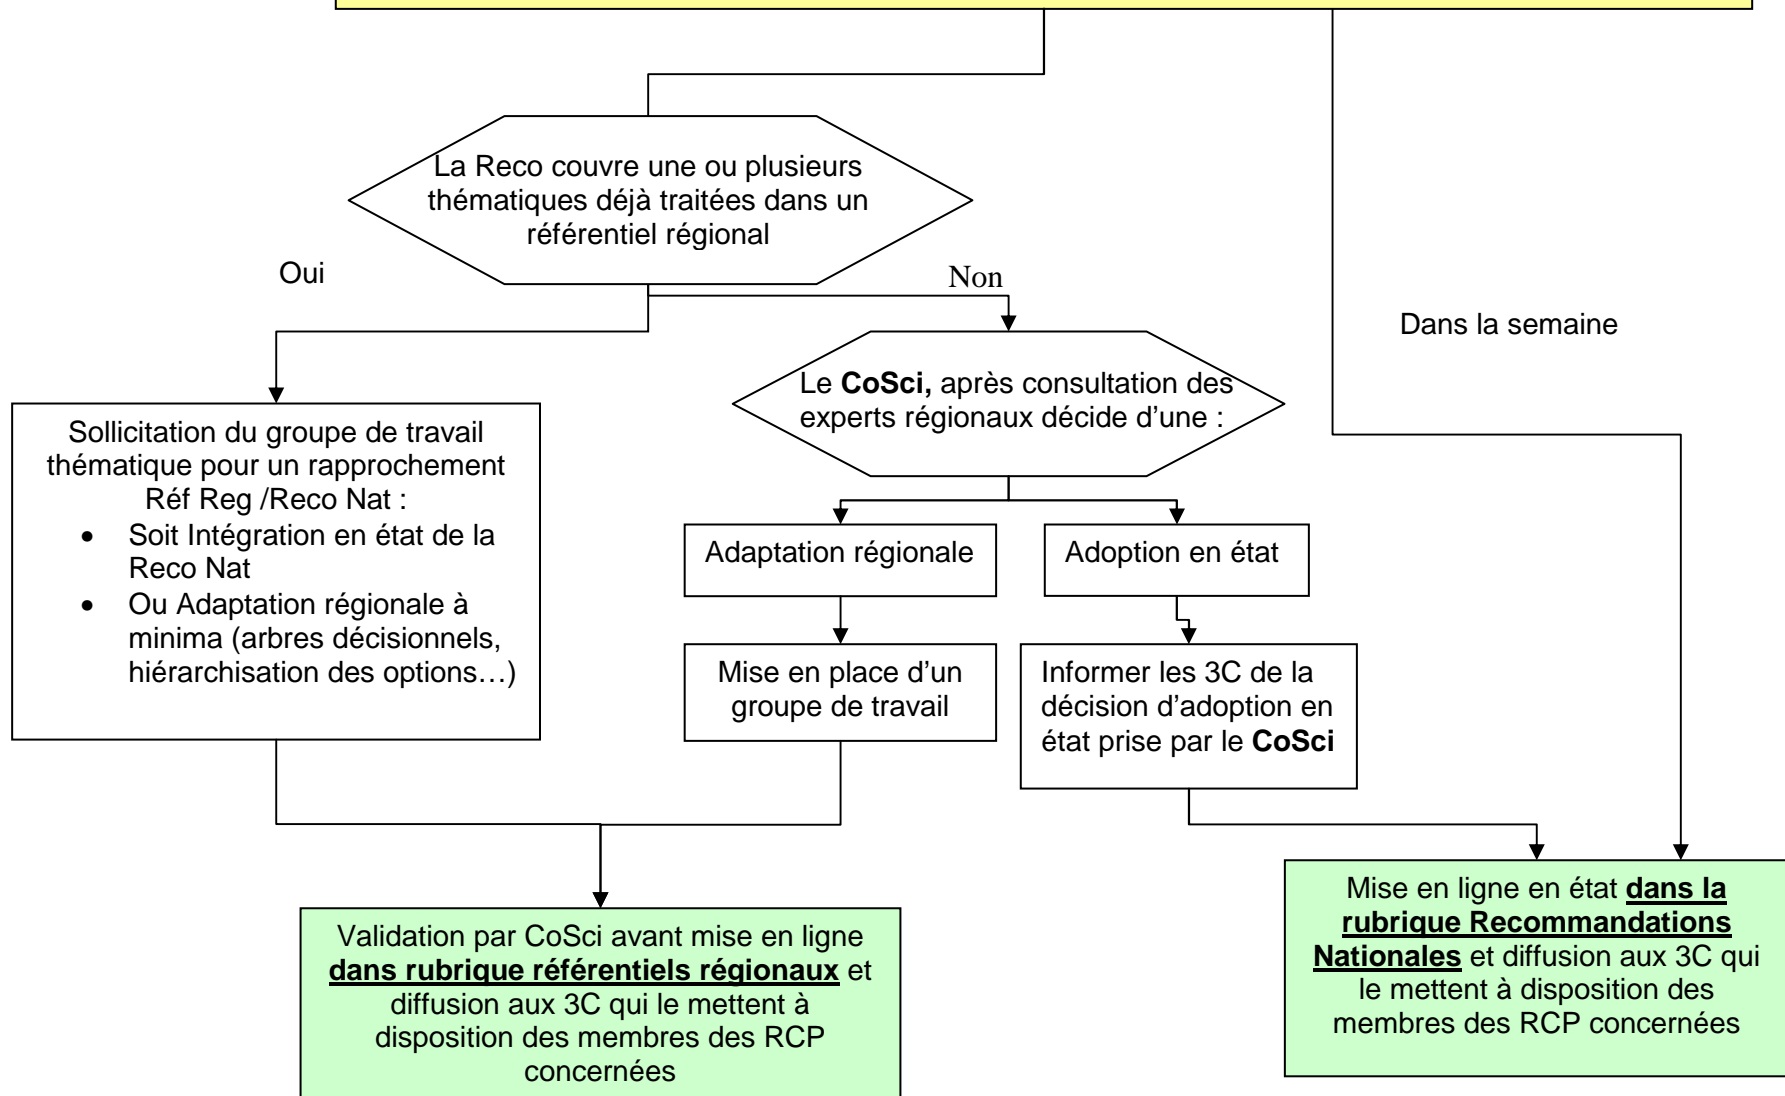 La Reco couvre une ou plusieurs
thématiques déjà traitées dans un
référentiel régional
Oui
Non
Dans la semaine
Le CoSci, après consultation des
experts régionaux décide d’une :
Sollicitation du groupe de travail
thématique pour un rapprochement
Réf Reg /Reco Nat :
• Soit Intégration en état de la
Reco Nat
• Ou Adaptation régionale à
minima (arbres décisionnels,
hiérarchisation des options…)
Adaptation régionale
Adoption en état
Mise en place d’un
groupe de travail
Informer les 3C de la
décision d’adoption en
état prise par le CoSci
Validation par CoSci avant mise en ligne
dans rubrique référentiels régionaux et
diffusion aux 3C qui le mettent à
disposition des membres des RCP
concernées
Mise en ligne en état dans la
rubrique Recommandations
Nationales et diffusion aux 3C qui
le mettent à disposition des
membres des RCP concernées